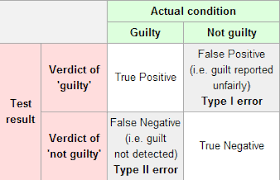 Actual condition
Guilty
Not guilty
Test
result
Verdict of
'guilty'
True Positive
False Positive
(i.e. guilt reported
unfairly)
Type I error
Verdict of
'not guilty'
False Negative
(i.e. guilt
not detected)
Type II error
True Negative